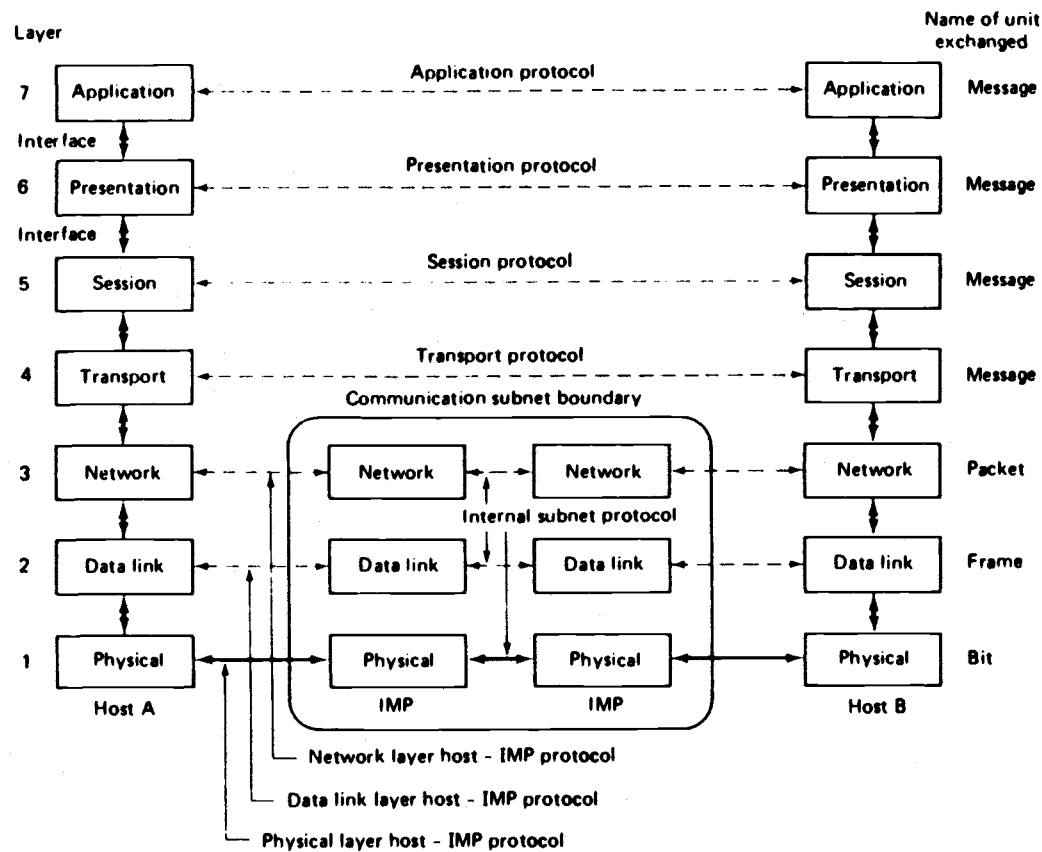 Layer
Name of unit
exchanged
Application protocol
7
Application
Application
Message
Interface
Presentation protocol
6
Presentation
Presentation
Message
Interface
Session protocol
5
Session
Session
Message
Transport protocol
4
Transport
Transport
Message
Communication subnet boundary
3
Network
Network
Network
Network
Packet
Internal subnet protocol
2
Data link
Data link
Data link
Data link
Frame
1
Physical
Physical
Physical
Physical
Bit
Host A
IMP
IMP
Host B
Network layer host - IMP protocol
Data link layer host - IMP protocol
Physical layer host - IMP protocol